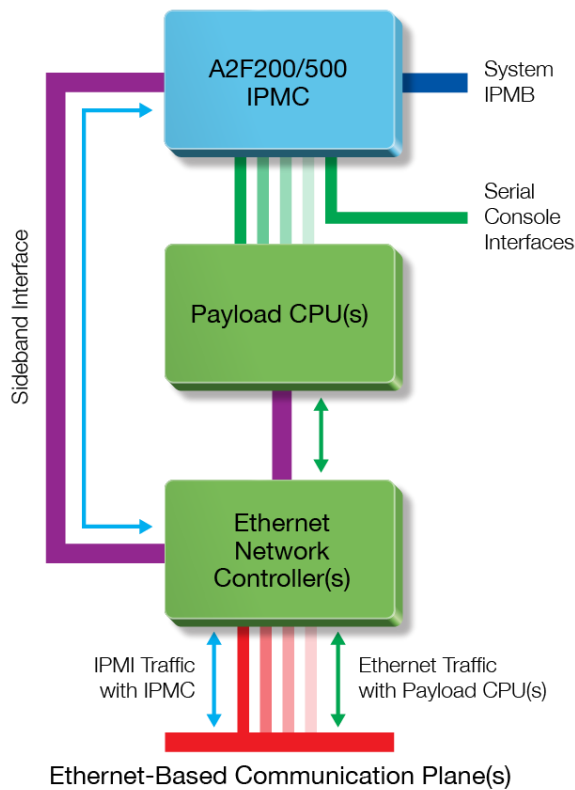 A2F200/500
IPMC
System
IPMB
Serial
Console
Interfaces
Sideband Interface
Payload CPU(s)
Ethernet
Network
Controller(s)
IPMI Traffic
with IPMC
Ethernet Traffic
with Payload CPU(s)
Ethernet-Based Communication Plane(s)